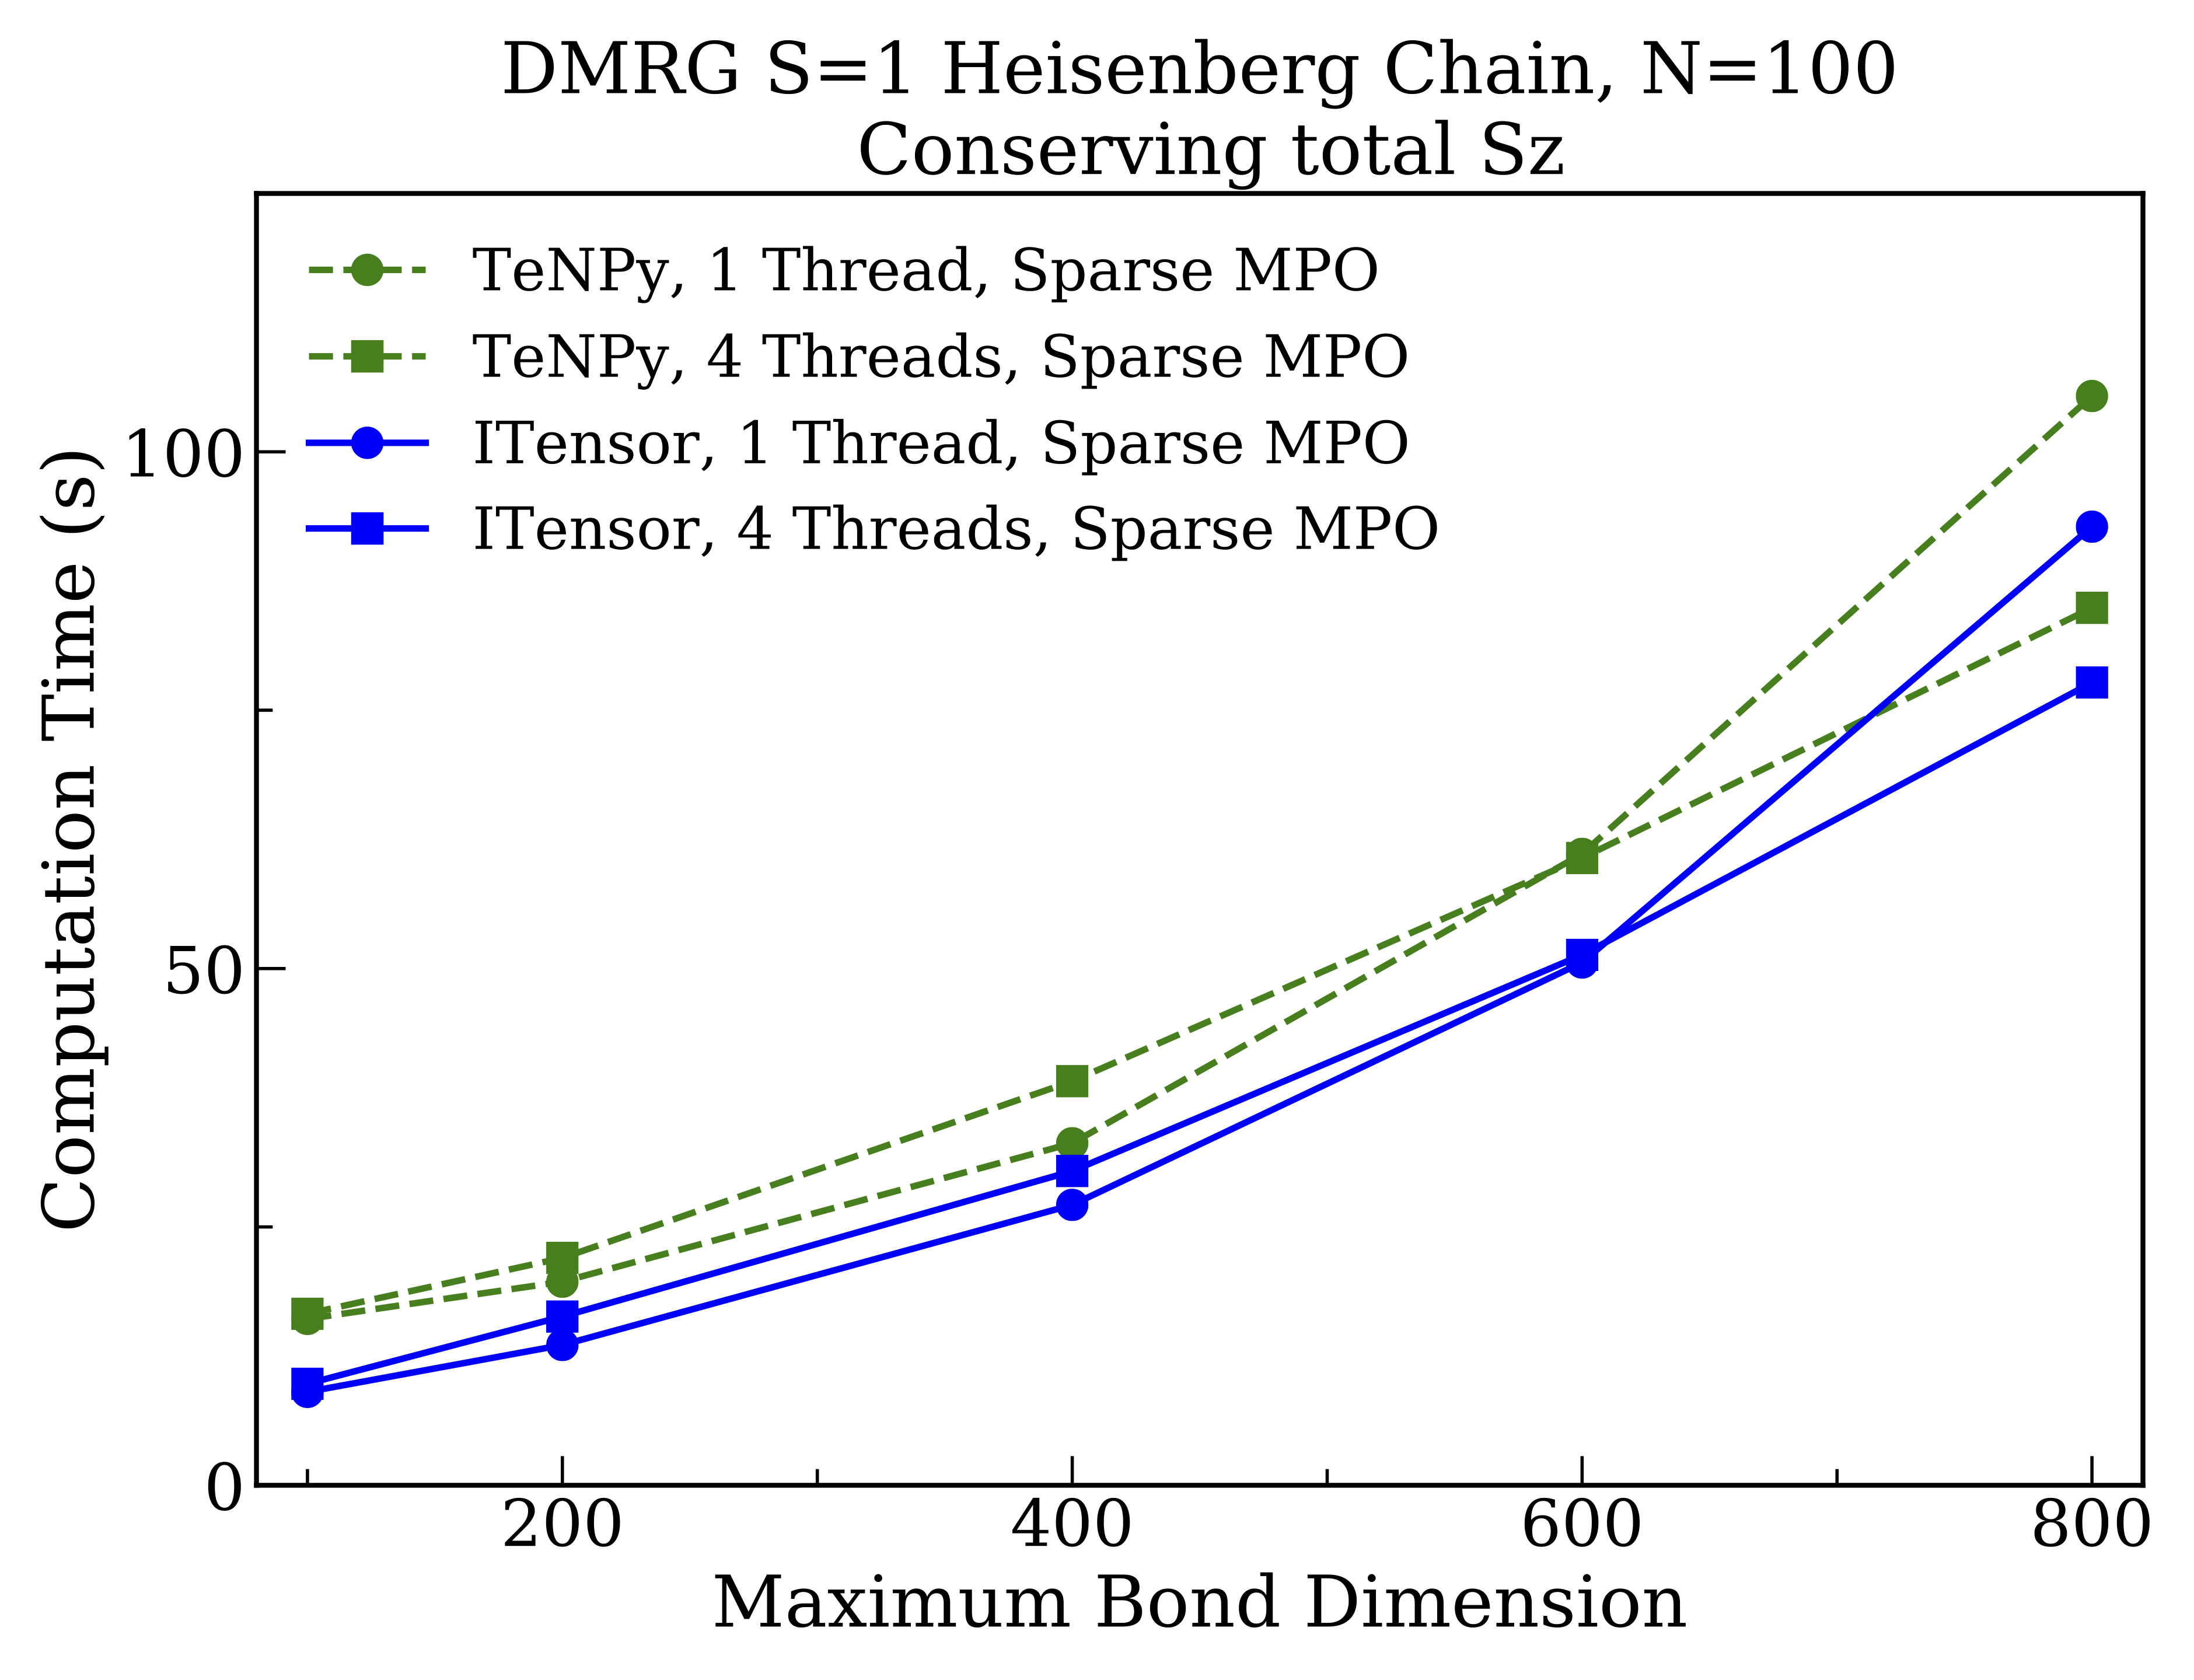 DMRG S=1 Heisenberg Chain, N=100
Conserving total Sz
TeNPy, 1 Thread, Sparse MPO
TeNPy, 4 Threads, Sparse MPO
ITensor, 1 Thread, Sparse MPO
ITensor, 4 Threads, Sparse MPO
Computation Time (s)
100
50
0
200 400 600 800
Maximum Bond Dimension